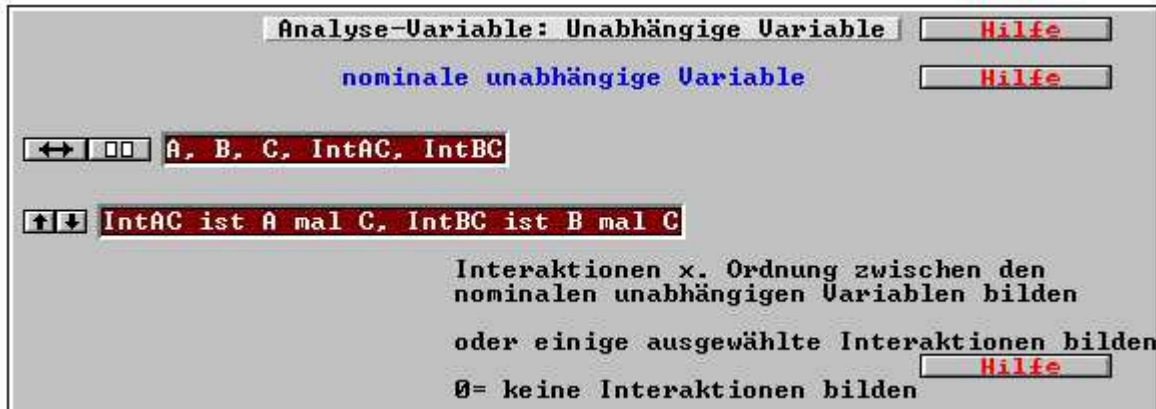 Analyse-Variable: Unabhängige Variable Hilfe
nominale unabhängige Variable Hilfe
A, B, C, IntAC, IntBC
IntAC ist A mal C, IntBC ist B mal C
Interaktionen x. Ordnung zwischen den
nominalen unabhängigen Variablen bilden
oder einige ausgewählte Interaktionen bilden
Hilfe
0= keine Interaktionen bilden